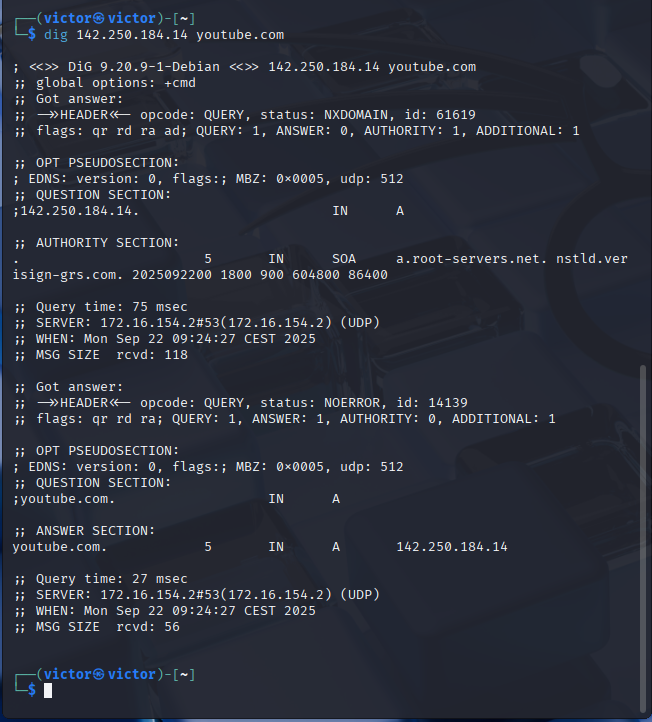 ┌──(victor㉿victor)-[~]
└─$ dig 142.250.184.14 youtube.com
; <<>> DiG 9.20.9-1-Debian <<>> 142.250.184.14 youtube.com
;; global options: +cmd
;; Got answer:
;; ->>HEADER<<- opcode: QUERY, status: NXDOMAIN, id: 61619
;; flags: qr rd ra ad; QUERY: 1, ANSWER: 0, AUTHORITY: 1, ADDITIONAL: 1
;; OPT PSEUDOSECTION:
; EDNS: version: 0, flags:; MBZ: 0x0005, udp: 512
;; QUESTION SECTION:
;142.250.184.14. IN A
;; AUTHORITY SECTION:
. 5 IN SOA a.root-servers.net. nstld.ver
isign-grs.com. 2025092200 1800 900 604800 86400
;; Query time: 75 msec
;; SERVER: 172.16.154.2#53(172.16.154.2) (UDP)
;; WHEN: Mon Sep 22 09:24:27 CEST 2025
;; MSG SIZE rcvd: 118
;; Got answer:
;; ->>HEADER<<- opcode: QUERY, status: NOERROR, id: 14139
;; flags: qr rd ra; QUERY: 1, ANSWER: 1, AUTHORITY: 0, ADDITIONAL: 1
;; OPT PSEUDOSECTION:
; EDNS: version: 0, flags:; MBZ: 0x0005, udp: 512
;; QUESTION SECTION:
;youtube.com. IN A
;; ANSWER SECTION:
youtube.com. 5 IN A 142.250.184.14
;; Query time: 27 msec
;; SERVER: 172.16.154.2#53(172.16.154.2) (UDP)
;; WHEN: Mon Sep 22 09:24:27 CEST 2025
;; MSG SIZE rcvd: 56
┌──(victor㉿victor)-[~]
└─$